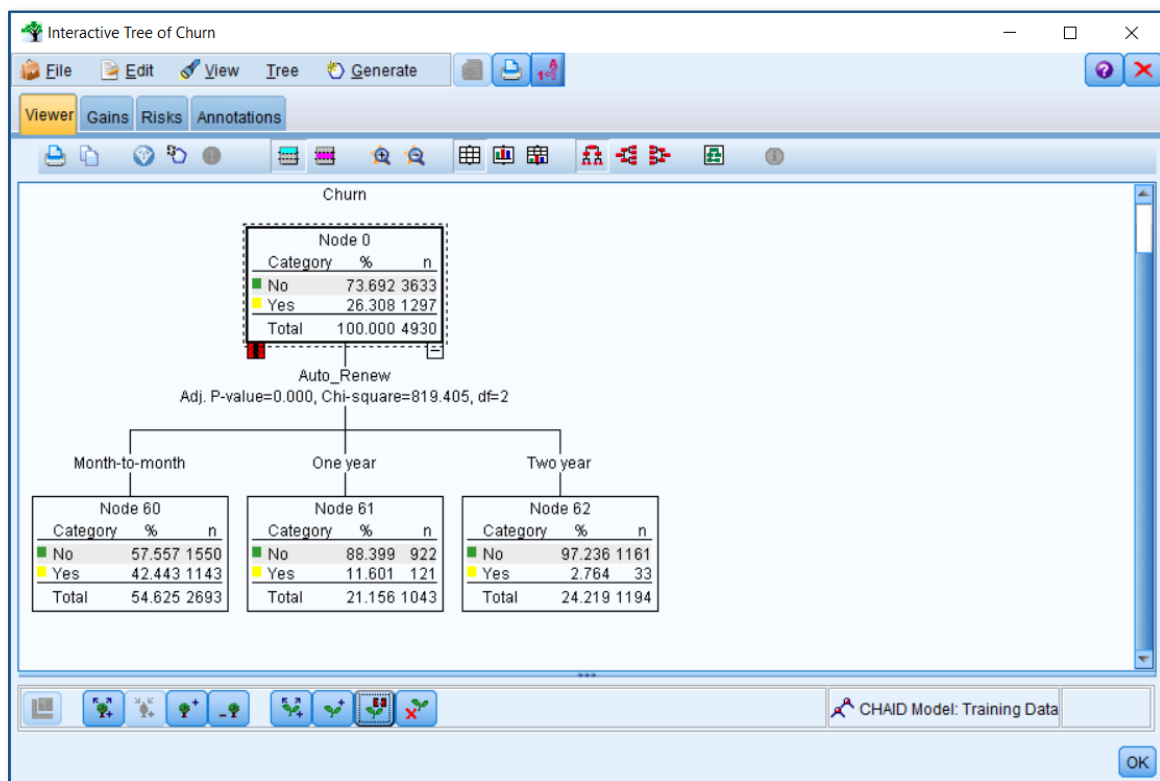 Interactive Tree of Churn
File Edit View Tree Generate
Viewer Gains Risks Annotations
Churn
Node 0
Category % n
No 73.692 3633
Yes 26.308 1297
Total 100.000 4930
Auto_Renew
Adj. P-value=0.000, Chi-square=819.405, df=2
Month-to-month One year Two year
Node 60 Node 61 Node 62
Category % n Category % n Category % n
No 57.557 1550 No 88.399 922 No 97.236 1161
Yes 42.443 1143 Yes 11.601 121 Yes 2.764 33
Total 54.625 2693 Total 21.156 1043 Total 24.219 1194
CHAID Model: Training Data
OK